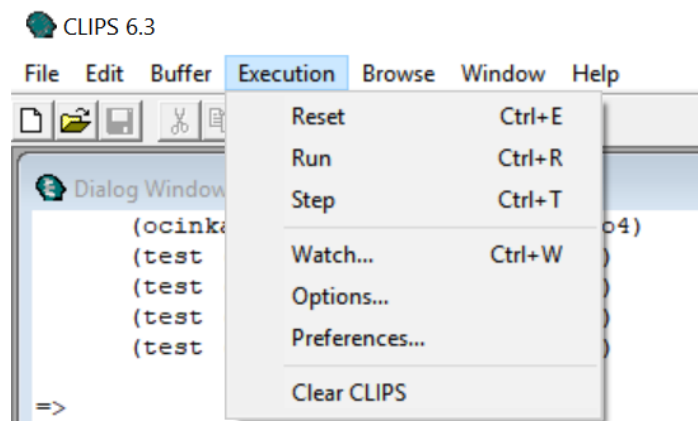 CLIPS 6.3
File Edit Buffer Execution Browse Window Help
Reset Ctrl+E
Run Ctrl+R
Dialog Window
Step Ctrl+T
(ocinka o4)
(test )
Watch... Ctrl+W
(test )
Options...
(test )
Preferences...
(test )
Clear CLIPS
=>